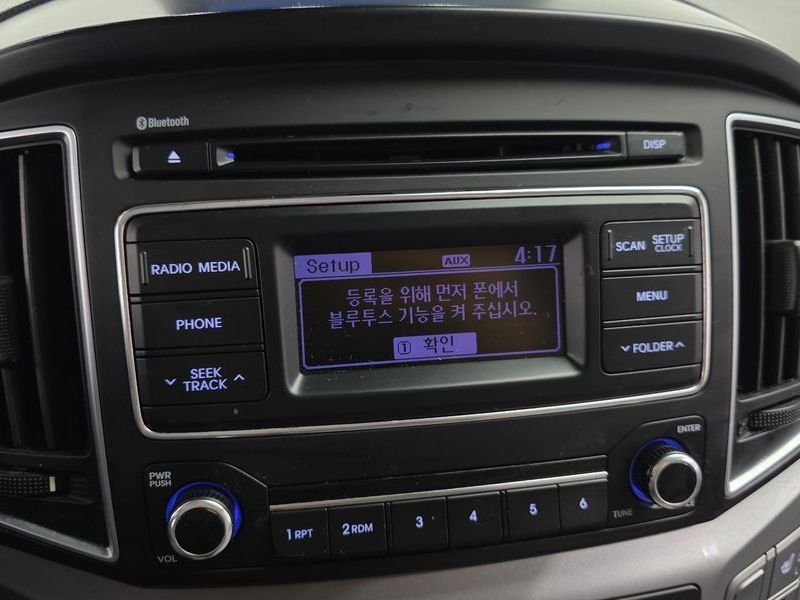 Bluetooth
DISP
RADIO MEDIA
PHONE
SEEK
TRACK
Setup AUX 4:17
등록을 위해 먼저 폰에서
블루투스 기능을 켜 주십시오.
1 확인
SCAN SETUP
CLOCK
MENU
FOLDER
PWR
PUSH
VOL
1 RPT 2 RDM 3 4 5 6
ENTER
TUNE